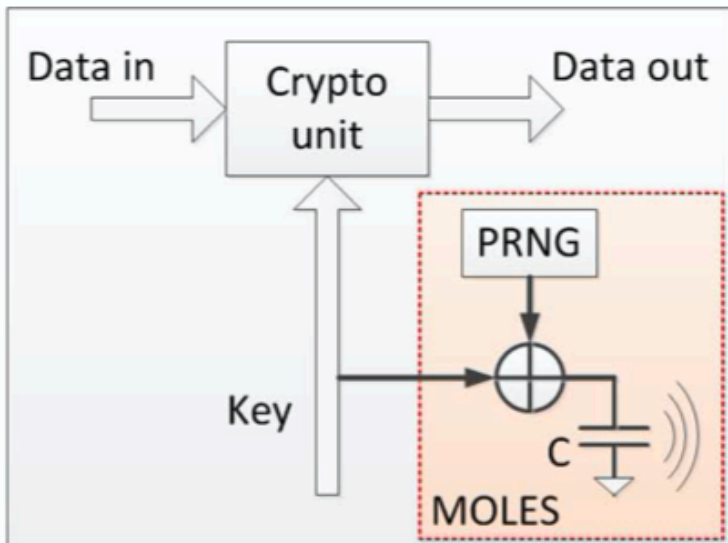 Data in
Crypto
unit
Data out
PRNG
Key
C
MOLES